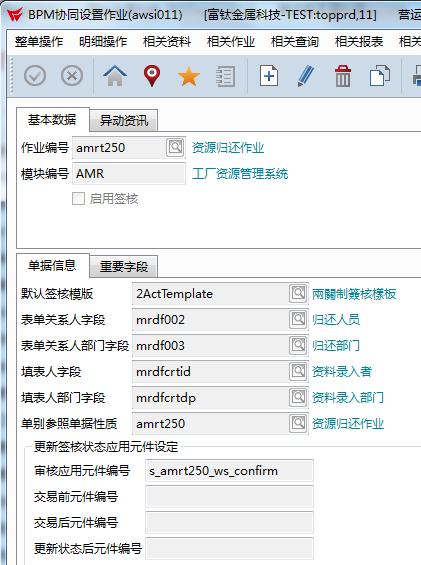 BPM协同设置作业(awsi011) [富钛金属科技-TEST:topprd,11] 营运
整单操作 明细操作 相关资料 相关作业 相关查询 相关报表 相关
基本数据 异动资讯
作业编号 amrt250 资源归还作业
模块编号 AMR 工厂资源管理系统
启用签核
单据信息 重要字段
默认签核模版 2ActTemplate 兩關制簽核樣板
表单关系人字段 mrdf002 归还人员
表单关系人部门字段 mrdf003 归还部门
填表人字段 mrdfcrtid 资料录入者
填表人部门字段 mrdfcrtdp 资料录入部门
单别参照单据性质 amrt250 资源归还作业
更新签核状态应用元件设定
审核应用元件编号 s_amrt250_ws_confirm
交易前元件编号
交易后元件编号
更新状态后元件编号